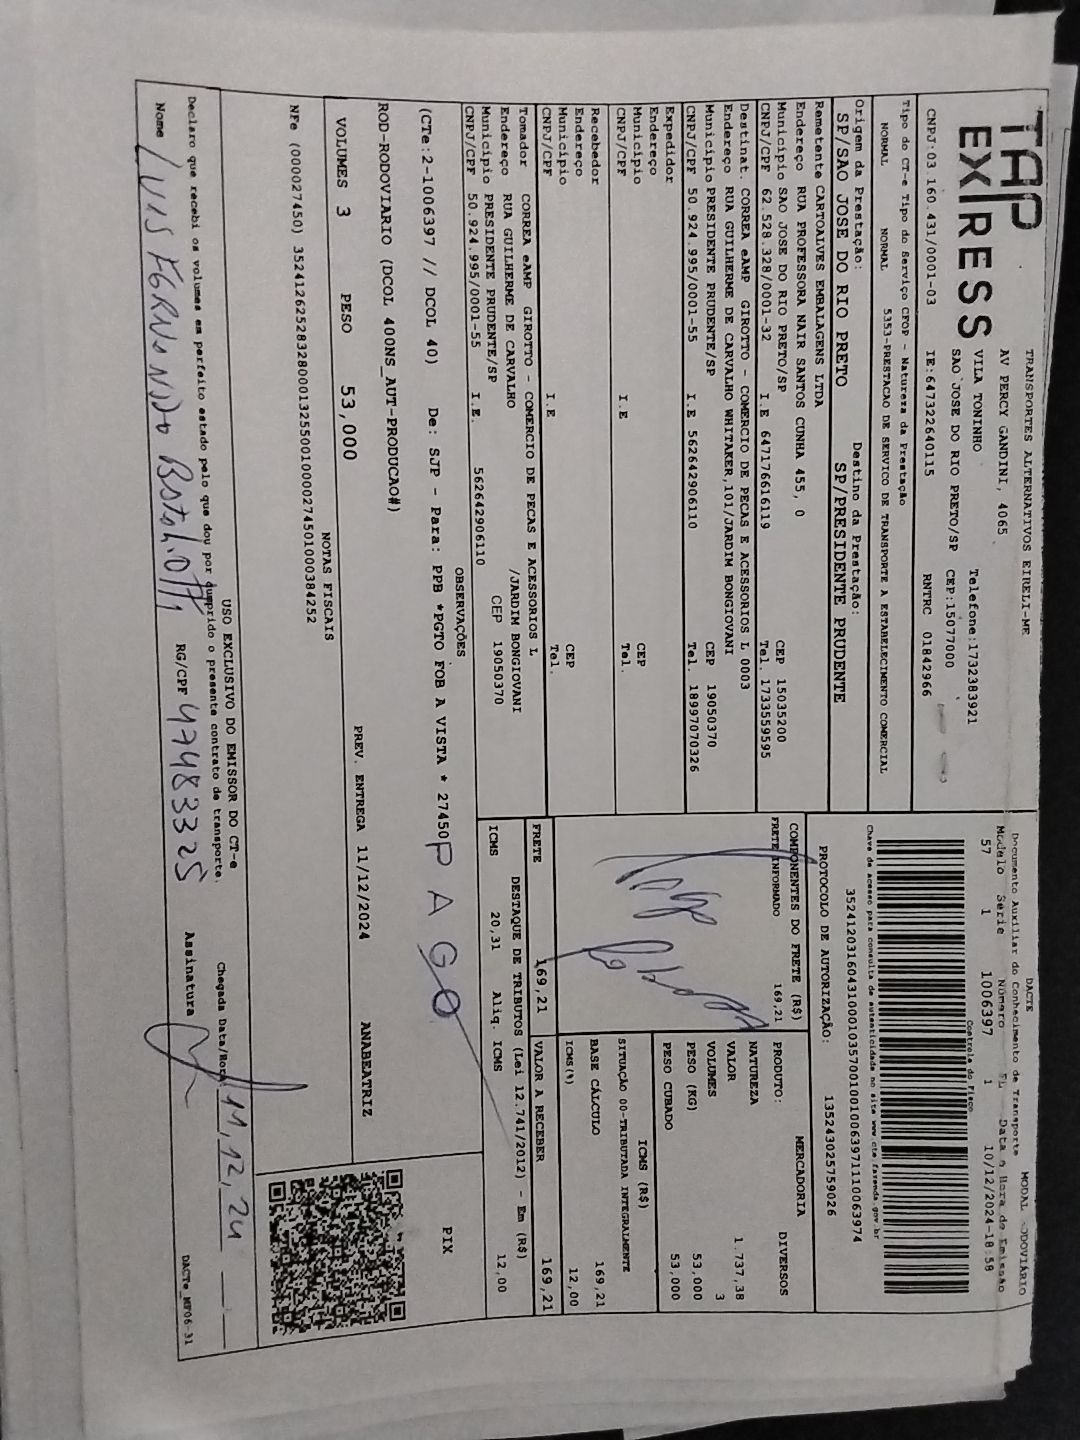 TAP
EXPRESS
TRANSPORTES ALTERNATIVOS EIRELI-ME
AV PERCY GANDINI, 4065
VILA TONINHO Telefone:1732383921
SAO JOSE DO RIO PRETO/SP CEP:15077000
CNPJ:03.160.431/0001-03 IE:647322640115 RNTRC 01842966
Tipo do CT-e Tipo do Serviço CFOP - Natureza da Prestação
NORMAL NORMAL 5353-PRESTACAO DE SERVICO DE TRANSPORTE A ESTABELECIMENTO COMERCIAL
Origem da Prestação: Destino da Prestação:
SP/SAO JOSE DO RIO PRETO SP/PRESIDENTE PRUDENTE
Remetente CARTOALVES EMBALAGENS LTDA
Endereço RUA PROFESSORA NAIR SANTOS CUNHA 455, 0
Município SAO JOSE DO RIO PRETO/SP CEP 15035200
CNPJ/CPF 62.528.328/0001-32 I.E 647176616119 Tel. 1733559595
Destinat. CORREA eAMP GIROTTO - COMERCIO DE PECAS E ACESSORIOS L 0003
Endereço RUA GUILHERME DE CARVALHO WHITAKER,101/JARDIM BONGIOVANI
Município PRESIDENTE PRUDENTE/SP CEP 19050370
CNPJ/CPF 50.924.995/0001-55 I.E 562642906110 Tel. 18997070326
Expedidor
Endereço
Município CEP
CNPJ/CPF I.E Tel.
Recebedor
Endereço
Município CEP
CNPJ/CPF I.E Tel.
Tomador CORREA eAMP GIROTTO - COMERCIO DE PECAS E ACESSORIOS L
Endereço RUA GUILHERME DE CARVALHO /JARDIM BONGIOVANI
Município PRESIDENTE PRUDENTE/SP CEP 19050370
CNPJ/CPF 50.924.995/0001-55 I.E. 562642906110
DACTE MODAL RODOVIÁRIO
Documento Auxiliar do Conhecimento de Transporte
Modelo Série Número FL Data e Hora de Emissão
57 1 1006397 1 10/12/2024-18:58
Controle do Fisco
Chave de acesso para consulta de autenticidade no site www.cte.fazenda.gov.br
35241203160431000103570010010063971110063974
PROTOCOLO DE AUTORIZAÇÃO: 135243025759026
COMPONENTES DO FRETE (R$)
FRETE INFORMADO 169,21
FRETE 169,21
PRODUTO: MERCADORIA
NATUREZA DIVERSOS
VALOR 1.737,38
VOLUMES 3
PESO (KG) 53,000
PESO CUBADO 53,000
ICMS (R$)
SITUAÇÃO 00-TRIBUTADA INTEGRALMENTE
BASE CÁLCULO 169,21
ICMS(%) 12,00
VALOR A RECEBER 169,21
DESTAQUE DE TRIBUTOS (Lei 12.741/2012) - Em (R$)
ICMS 20,31 Aliq. ICMS 12,00
OBSERVAÇÕES
(CTe:2-1006397 // DCOL 40) De: SJP - Para: PPB *PGTO FOB A VISTA * 27450
PAGO
ROD-RODOVIARIO (DCOL 400NS_AUT-PRODUCAO#)
PIX
VOLUMES 3 PESO 53,000 PREV. ENTREGA 11/12/2024 ANABEATRIZ
NOTAS FISCAIS
NFe (000027450) 35241262528328000132550010000274501000384252
USO EXCLUSIVO DO EMISSOR DO CT-e
Declaro que recebi os volumes em perfeito estado pelo que dou por cumprido o presente contrato de transporte. Chegada Data/Hora 11,12,24
Nome LUIS FERNANDO RG/CPF 474833325 Assinatura
DACTe_MF06-31